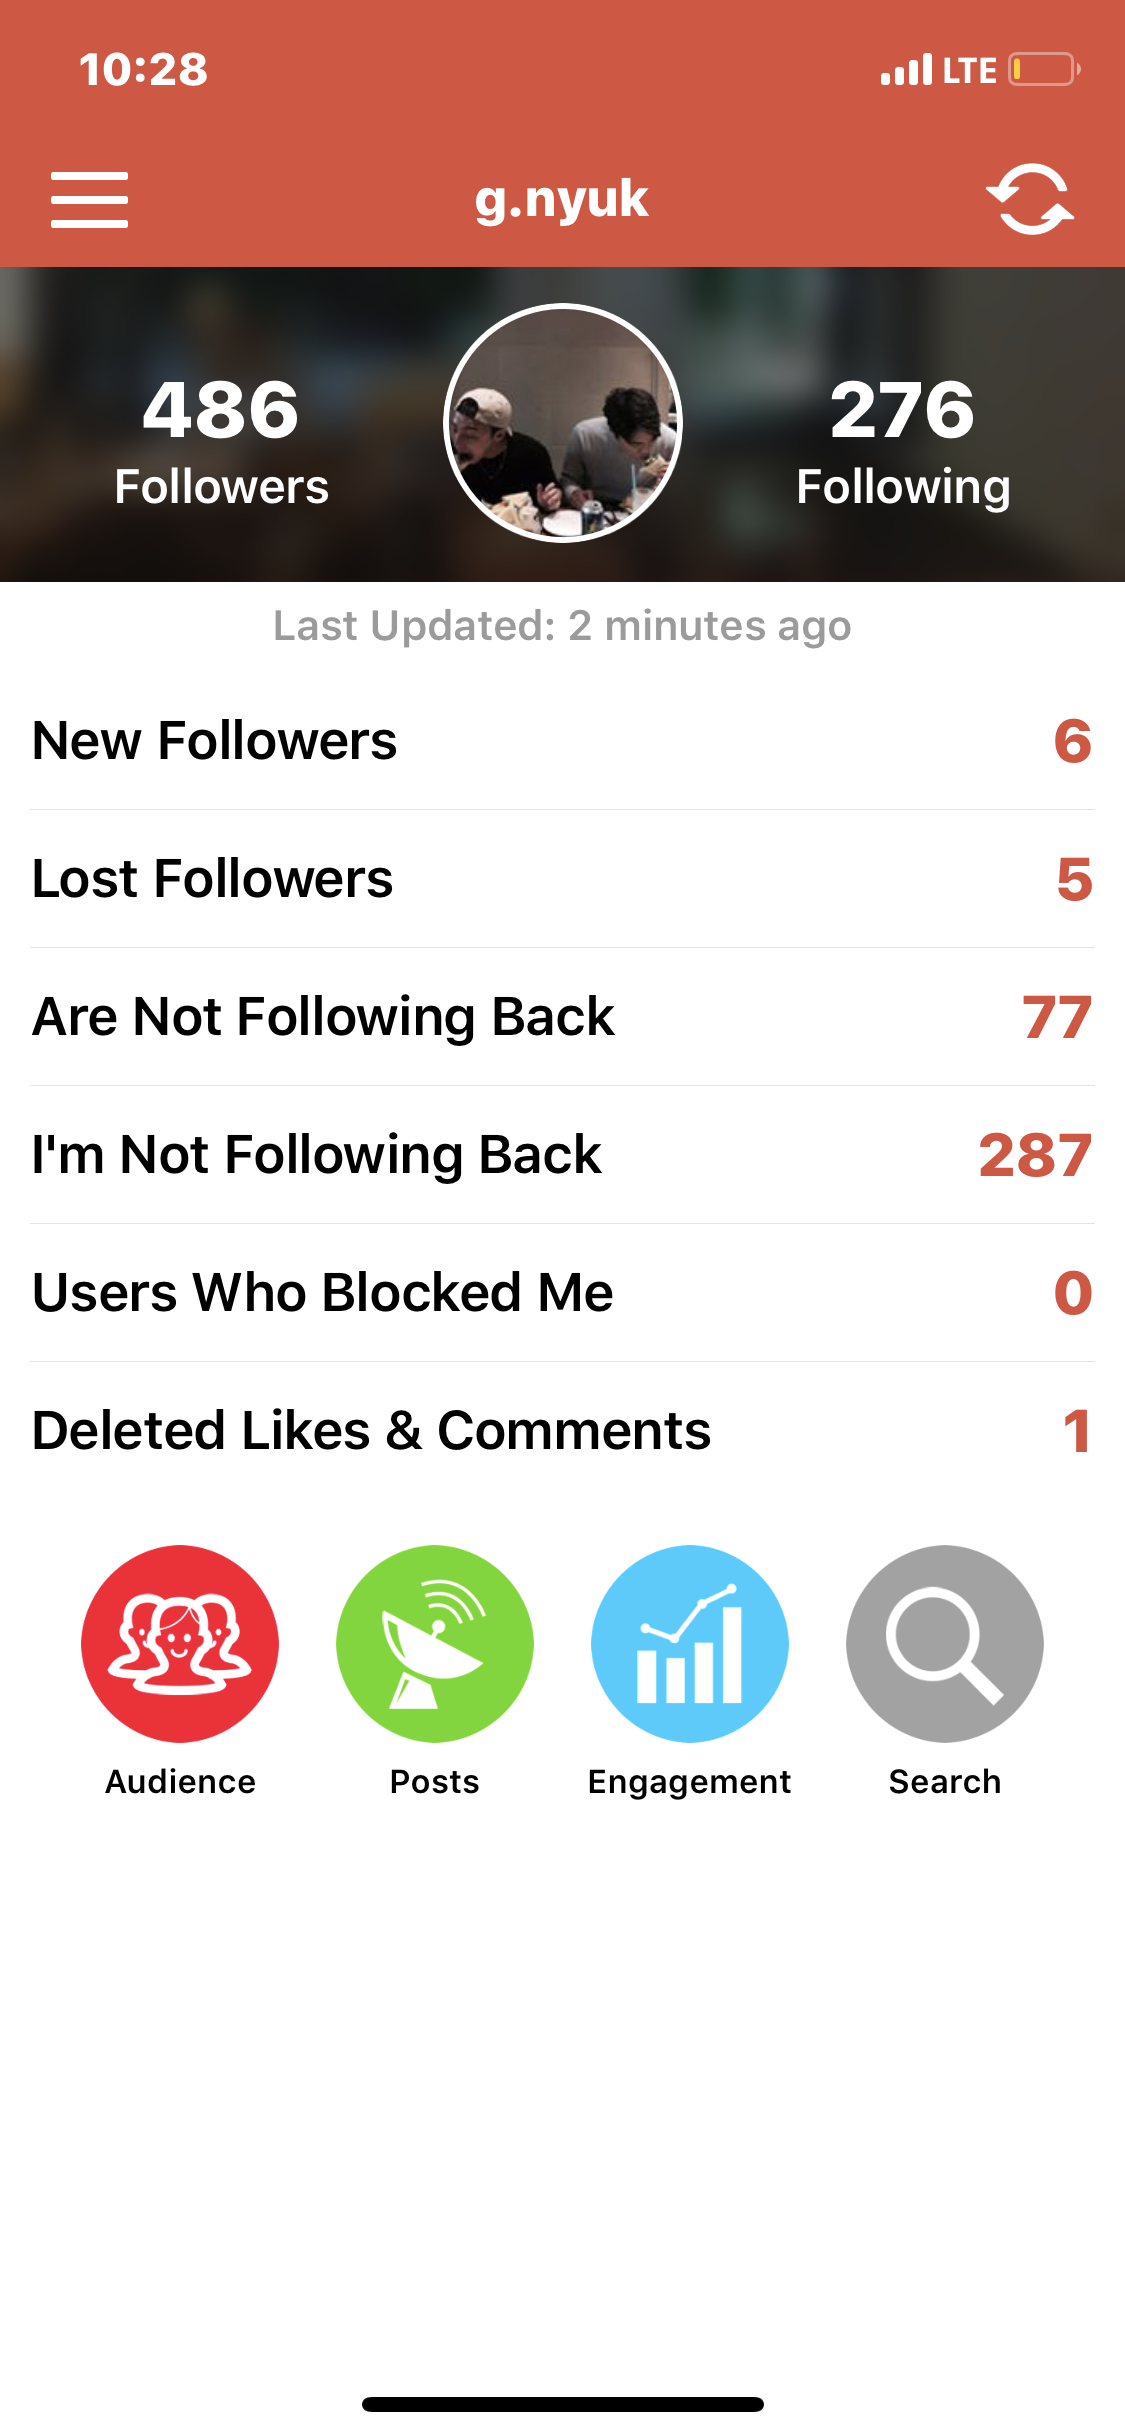 10:28
LTE
g.nyuk
486
Followers
276
Following
Last Updated: 2 minutes ago
New Followers 6
Lost Followers 5
Are Not Following Back 77
I'm Not Following Back 287
Users Who Blocked Me 0
Deleted Likes & Comments 1
Audience Posts Engagement Search